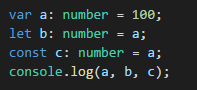 var a: number = 100;
let b: number = a;
const c: number = a;
console.log(a, b, c);